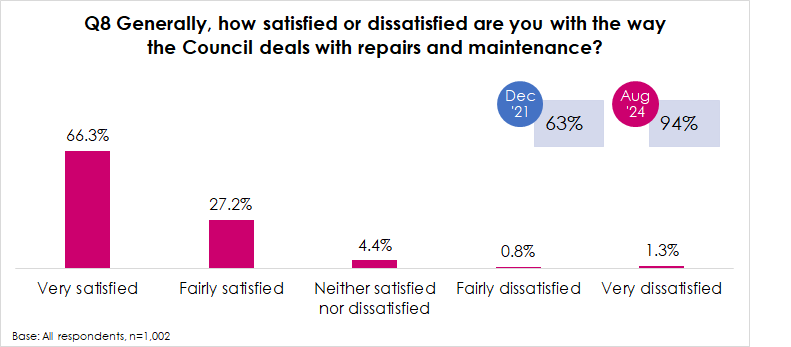 Q8 Generally, how satisfied or dissatisfied are you with the way
the Council deals with repairs and maintenance?
Dec
'21
63%
Aug
'24
94%
66.3%
27.2%
4.4%
0.8%
1.3%
Very satisfied
Fairly satisfied
Neither satisfied
nor dissatisfied
Fairly dissatisfied
Very dissatisfied
Base: All respondents, n=1,002